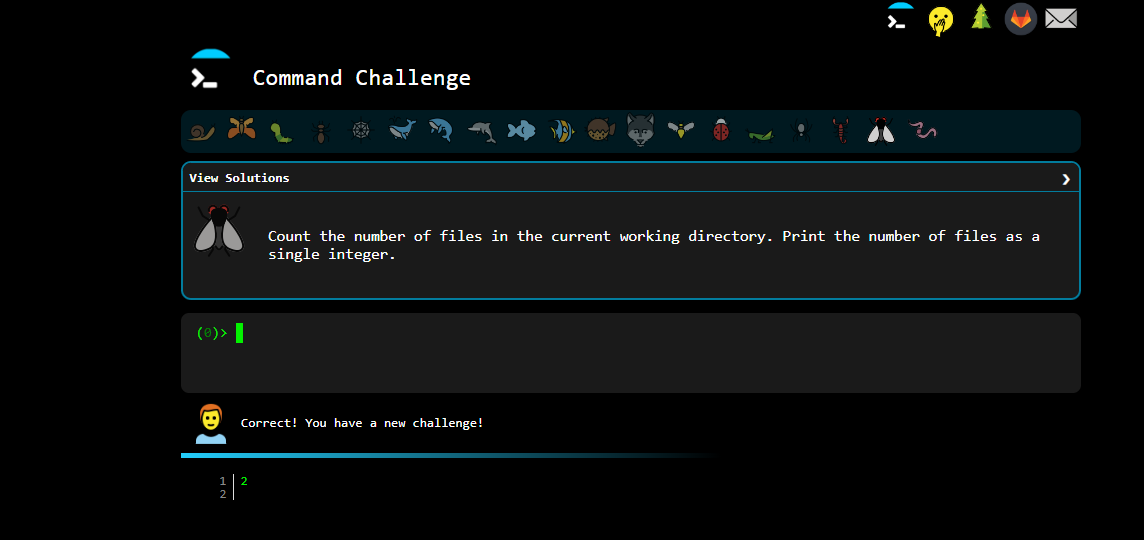 Command Challenge
View Solutions
Count the number of files in the current working directory. Print the number of files as a
single integer.
(0)>
Correct! You have a new challenge!
1 2
2